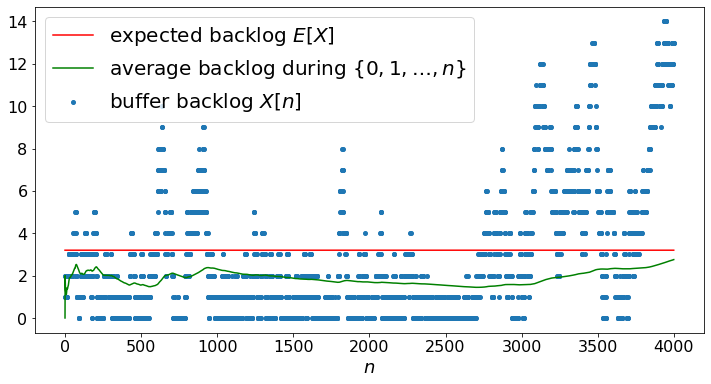 14
12
10
8
6
4
2
0
expected backlog E[X]
average backlog during {0, 1, ..., n}
buffer backlog X[n]
0 500 1000 1500 2000 2500 3000 3500 4000
n